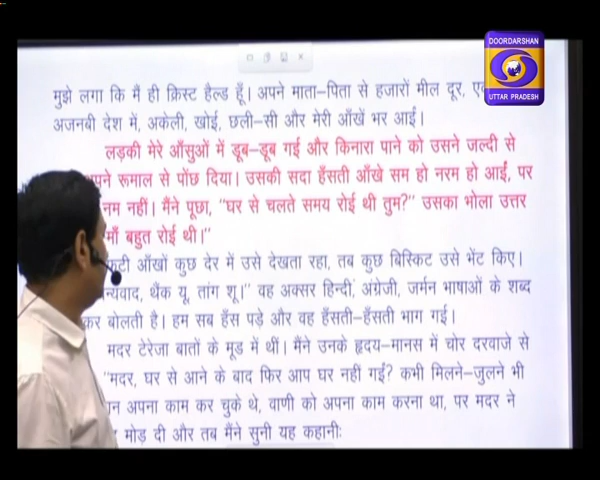 DOORDARSHAN
UTTAR PRADESH
मुझे लगा कि मैं ही क्रिस्ट हैल्ड हूँ। अपने माता–पिता से हजारों मील दूर,
अजनबी देश में, अकेली, खोई, छली–सी और मेरी आँखें भर आईं।
लड़की मेरे आँसुओं में डूब–डूब गई और किनारा पाने को उसने जल्दी से
रूमाल से पोंछ दिया। उसकी सदा हँसती आँखे सम हो नरम हो आईं, पर
नम नहीं। मैंने पूछा, "घर से चलते समय रोई थी तुम?" उसका भोला उत्तर
माँ बहुत रोई थी।"
आँखों कुछ देर में उसे देखता रहा, तब कुछ बिस्किट उसे भेंट किए।
थैंक यू, तांग शू।" वह अक्सर हिन्दी, अंग्रेजी, जर्मन भाषाओं के शब्द
कर बोलती है। हम सब हँस पड़े और वह हँसती–हँसती भाग गई।
मदर टेरेजा बातों के मूड में थीं। मैंने उनके हृदय–मानस में चोर दरवाजे से
"मदर, घर से आने के बाद फिर आप घर नहीं गईं? कभी मिलने–जुलने भी
अपना काम कर चुके थे, वाणी को अपना काम करना था, पर मदर ने
मोड़ दी और तब मैंने सुनी यह कहानीः